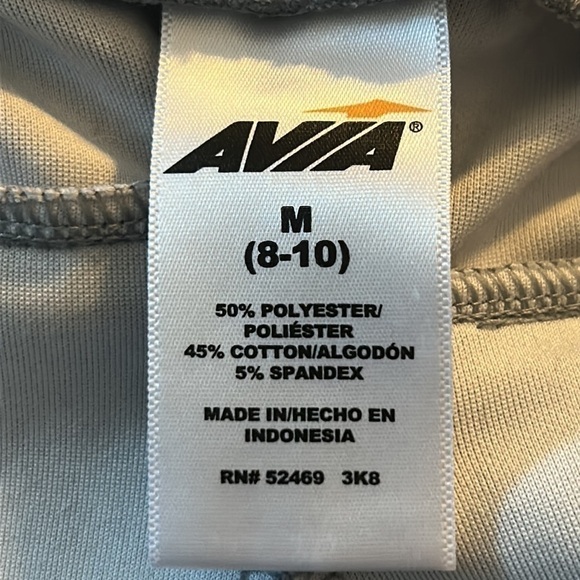 AVIA®
M
(8-10)
50% POLYESTER/
POLIÉSTER
45% COTTON/ALGODÓN
5% SPANDEX
MADE IN/HECHO EN
INDONESIA
RN# 52469 3K8